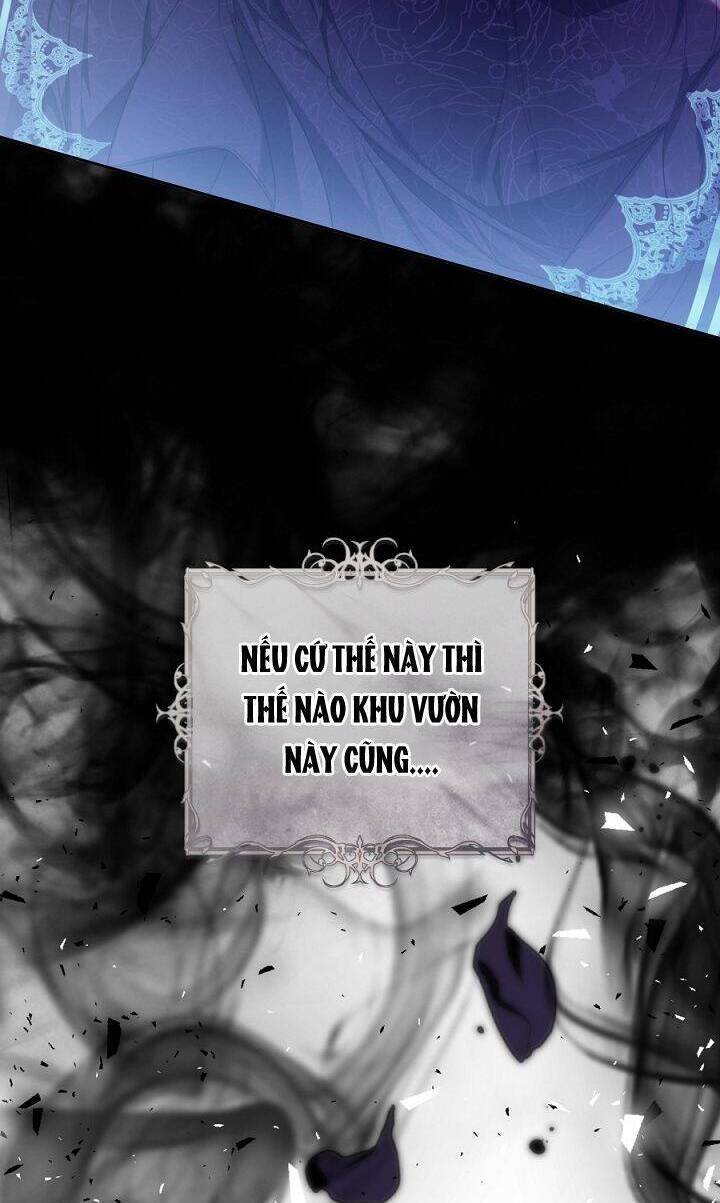 NẾU CỨ THẾ NÀY THÌ
THẾ NÀO KHU VƯỜN
NÀY CŨNG....